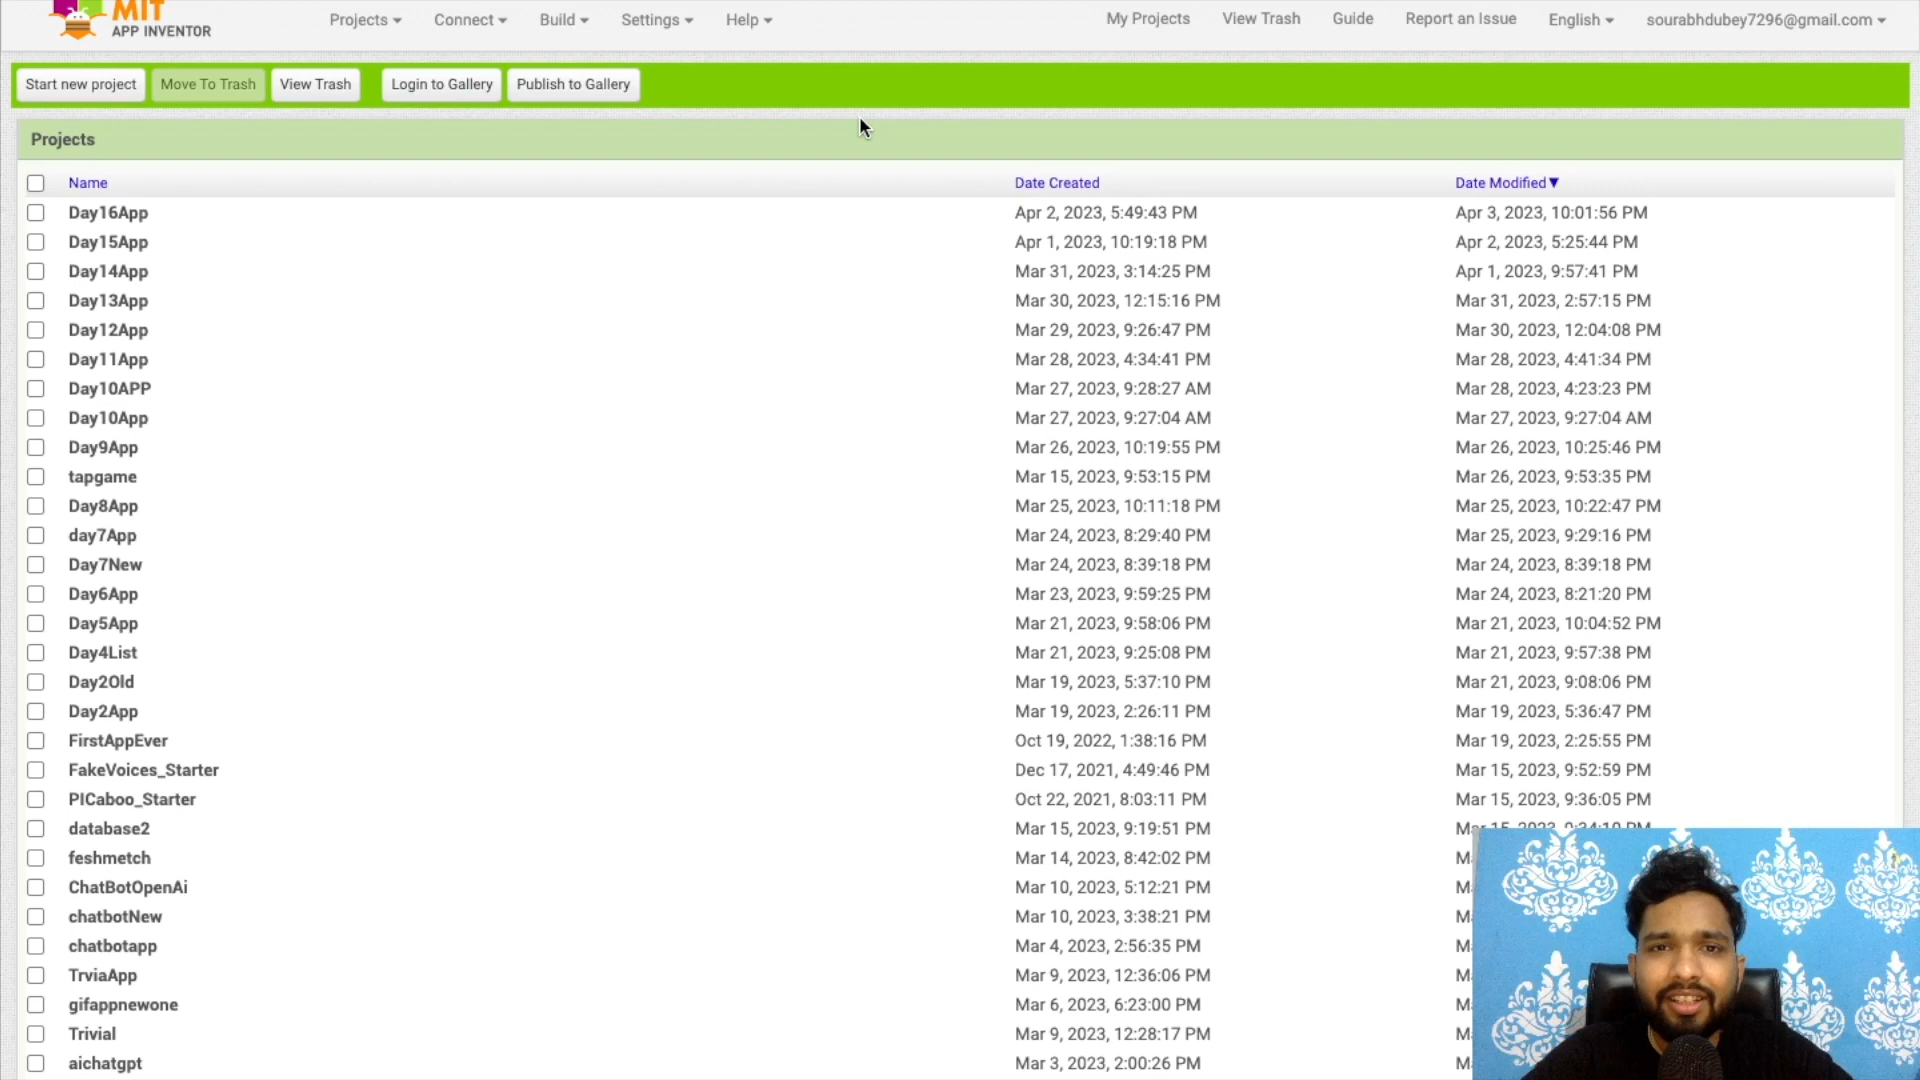 MIT
APP INVENTOR
Projects Connect Build Settings Help My Projects View Trash Guide Report an Issue English sourabhdubey7296@gmail.com
Start new project Move To Trash View Trash Login to Gallery Publish to Gallery
Projects
Name Date Created Date Modified▼
Day16App Apr 2, 2023, 5:49:43 PM Apr 3, 2023, 10:01:56 PM
Day15App Apr 1, 2023, 10:19:18 PM Apr 2, 2023, 5:25:44 PM
Day14App Mar 31, 2023, 3:14:25 PM Apr 1, 2023, 9:57:41 PM
Day13App Mar 30, 2023, 12:15:16 PM Mar 31, 2023, 2:57:15 PM
Day12App Mar 29, 2023, 9:26:47 PM Mar 30, 2023, 12:04:08 PM
Day11App Mar 28, 2023, 4:34:41 PM Mar 28, 2023, 4:41:34 PM
Day10APP Mar 27, 2023, 9:28:27 AM Mar 28, 2023, 4:23:23 PM
Day10App Mar 27, 2023, 9:27:04 AM Mar 27, 2023, 9:27:04 AM
Day9App Mar 26, 2023, 10:19:55 PM Mar 26, 2023, 10:25:46 PM
tapgame Mar 15, 2023, 9:53:15 PM Mar 26, 2023, 9:53:35 PM
Day8App Mar 25, 2023, 10:11:18 PM Mar 25, 2023, 10:22:47 PM
day7App Mar 24, 2023, 8:29:40 PM Mar 25, 2023, 9:29:16 PM
Day7New Mar 24, 2023, 8:39:18 PM Mar 24, 2023, 8:39:18 PM
Day6App Mar 23, 2023, 9:59:25 PM Mar 24, 2023, 8:21:20 PM
Day5App Mar 21, 2023, 9:58:06 PM Mar 21, 2023, 10:04:52 PM
Day4List Mar 21, 2023, 9:25:08 PM Mar 21, 2023, 9:57:38 PM
Day2Old Mar 19, 2023, 5:37:10 PM Mar 21, 2023, 9:08:06 PM
Day2App Mar 19, 2023, 2:26:11 PM Mar 19, 2023, 5:36:47 PM
FirstAppEver Oct 19, 2022, 1:38:16 PM Mar 19, 2023, 2:25:55 PM
FakeVoices_Starter Dec 17, 2021, 4:49:46 PM Mar 15, 2023, 9:52:59 PM
PICaboo_Starter Oct 22, 2021, 8:03:11 PM Mar 15, 2023, 9:36:05 PM
database2 Mar 15, 2023, 9:19:51 PM
feshmetch Mar 14, 2023, 8:42:02 PM
ChatBotOpenAi Mar 10, 2023, 5:12:21 PM
chatbotNew Mar 10, 2023, 3:38:21 PM
chatbotapp Mar 4, 2023, 2:56:35 PM
TrviaApp Mar 9, 2023, 12:36:06 PM
gifappnewone Mar 6, 2023, 6:23:00 PM
Trivial Mar 9, 2023, 12:28:17 PM
aichatgpt Mar 3, 2023, 2:00:26 PM